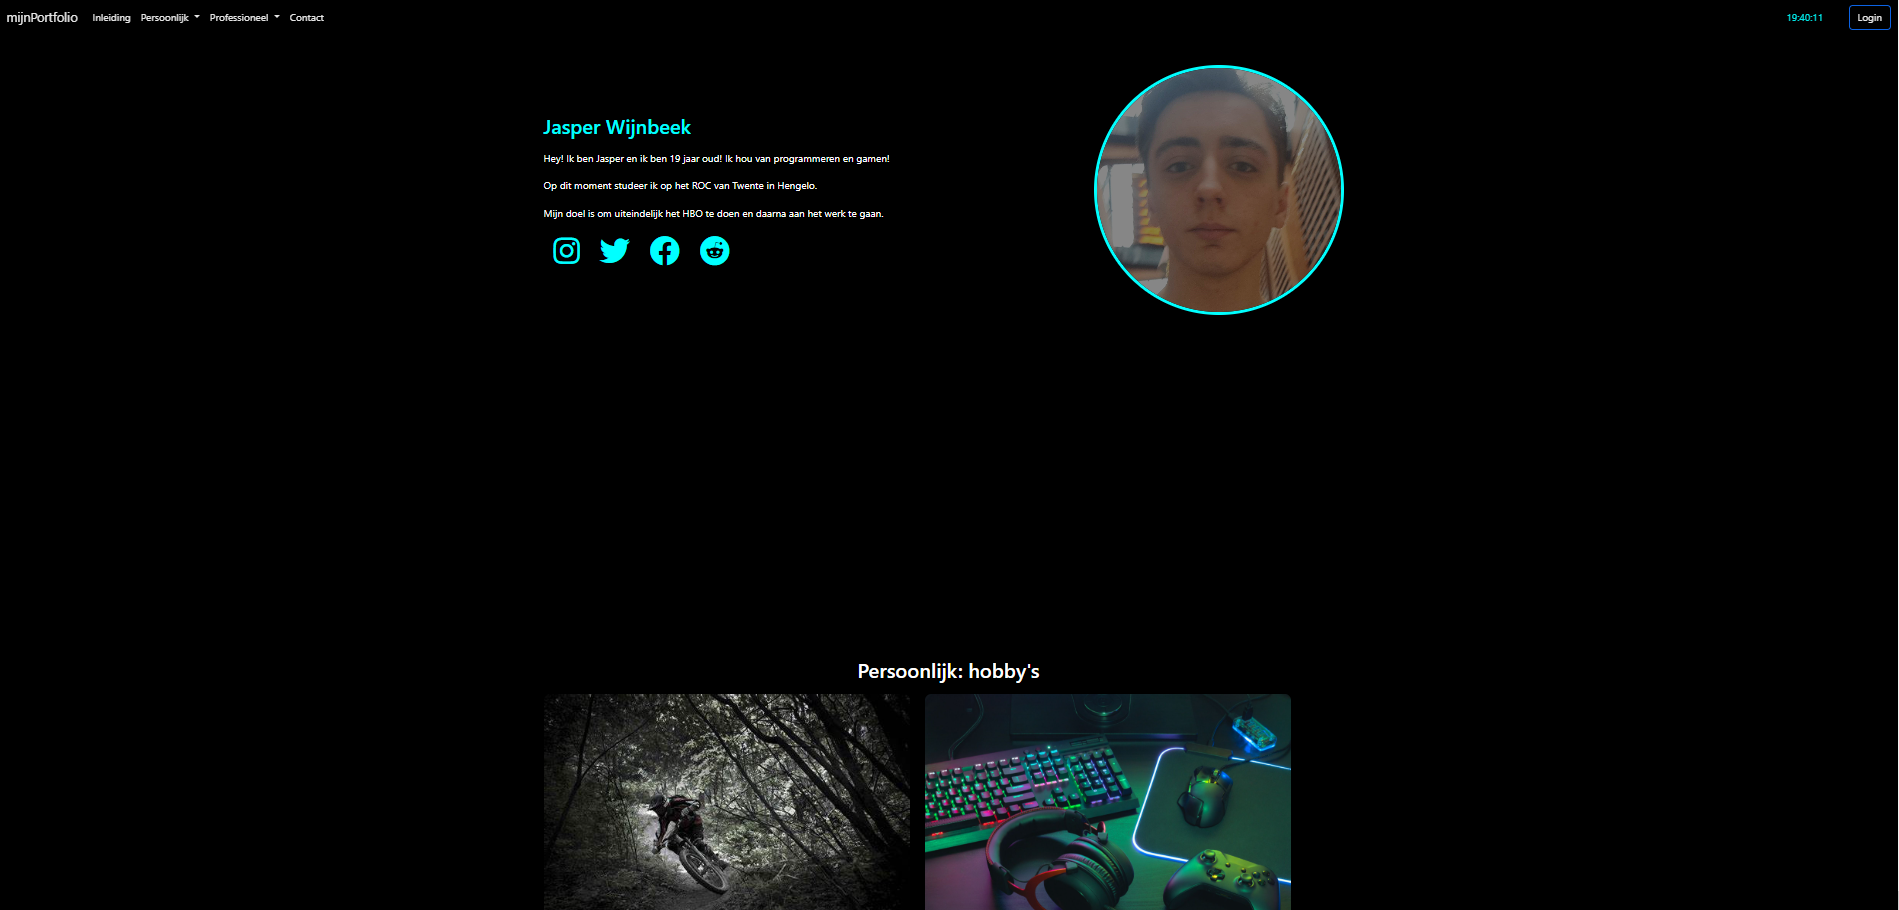 mijnPortfolio
Inleiding
Persoonlijk
Professioneel
Contact
19:40:11
Login
Jasper Wijnbeek
Hey! Ik ben Jasper en ik ben 19 jaar oud! Ik hou van programmeren en gamen!
Op dit moment studeer ik op het ROC van Twente in Hengelo.
Mijn doel is om uiteindelijk het HBO te doen en daarna aan het werk te gaan.
Persoonlijk: hobby's